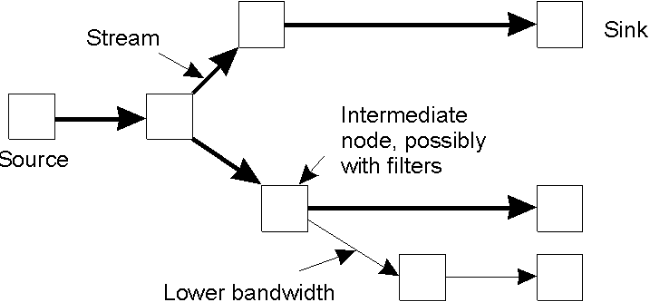 Stream
Sink
Source
Intermediate
node, possibly
with filters
Lower bandwidth